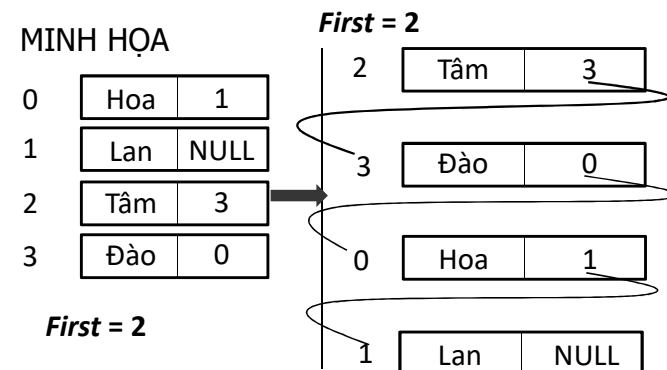 MINH HỌA
0 Hoa 1
1 Lan NULL
2 Tâm 3
3 Đào 0
First = 2
First = 2
2 Tâm 3
3 Đào 0
0 Hoa 1
1 Lan NULL